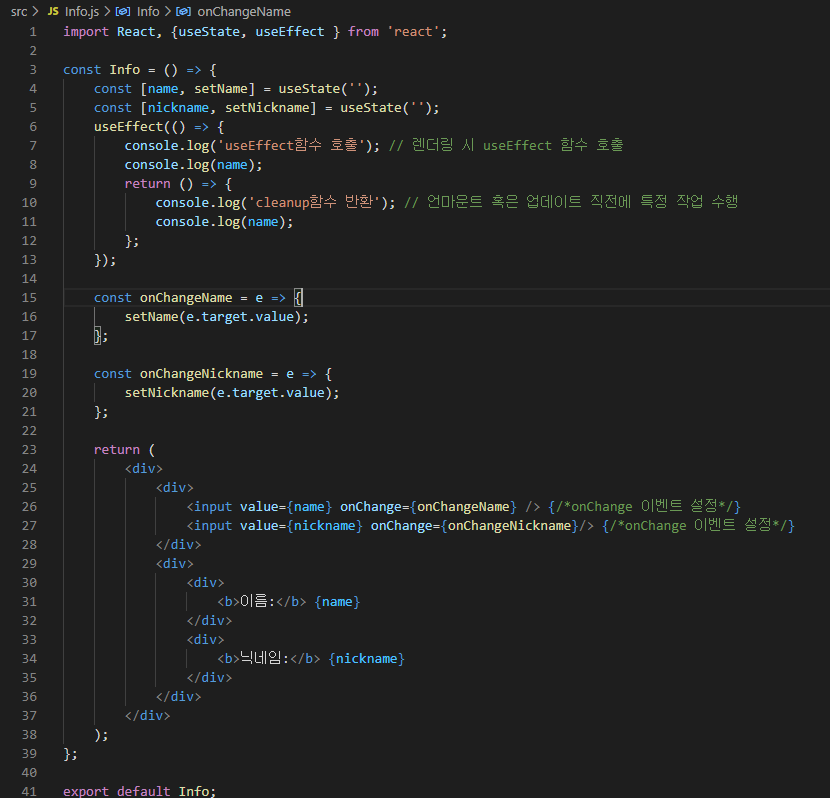 src > JS Info.js > Info > onChangeName
1 import React, {useState, useEffect } from 'react';
2
3 const Info = () => {
4     const [name, setName] = useState('');
5     const [nickname, setNickname] = useState('');
6     useEffect(() => {
7         console.log('useEffect함수 호출'); // 렌더링 시 useEffect 함수 호출
8         console.log(name);
9         return () => {
10             console.log('cleanup함수 반환'); // 언마운트 혹은 업데이트 직전에 특정 작업 수행
11             console.log(name);
12         };
13     });
14
15     const onChangeName = e => {
16         setName(e.target.value);
17     };
18
19     const onChangeNickname = e => {
20         setNickname(e.target.value);
21     };
22
23     return (
24         <div>
25             <div>
26                 <input value={name} onChange={onChangeName} /> {/*onChange 이벤트 설정*/}
27                 <input value={nickname} onChange={onChangeNickname}/> {/*onChange 이벤트 설정*/}
28             </div>
29             <div>
30                 <div>
31                     <b>이름:</b> {name}
32                 </div>
33                 <div>
34                     <b>닉네임:</b> {nickname}
35                 </div>
36             </div>
37         </div>
38     );
39 };
40
41 export default Info;